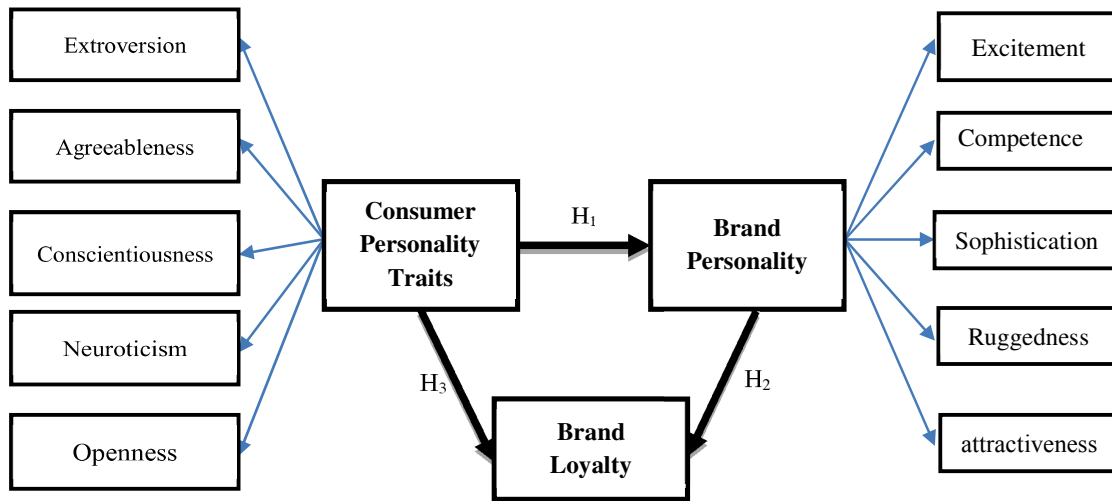 Extroversion
Agreeableness
Conscientiousness
Neuroticism
Openness
Consumer
Personality
Traits
H₁
Brand
Personality
H₃
H₂
Brand
Loyalty
Excitement
Competence
Sophistication
Ruggedness
attractiveness